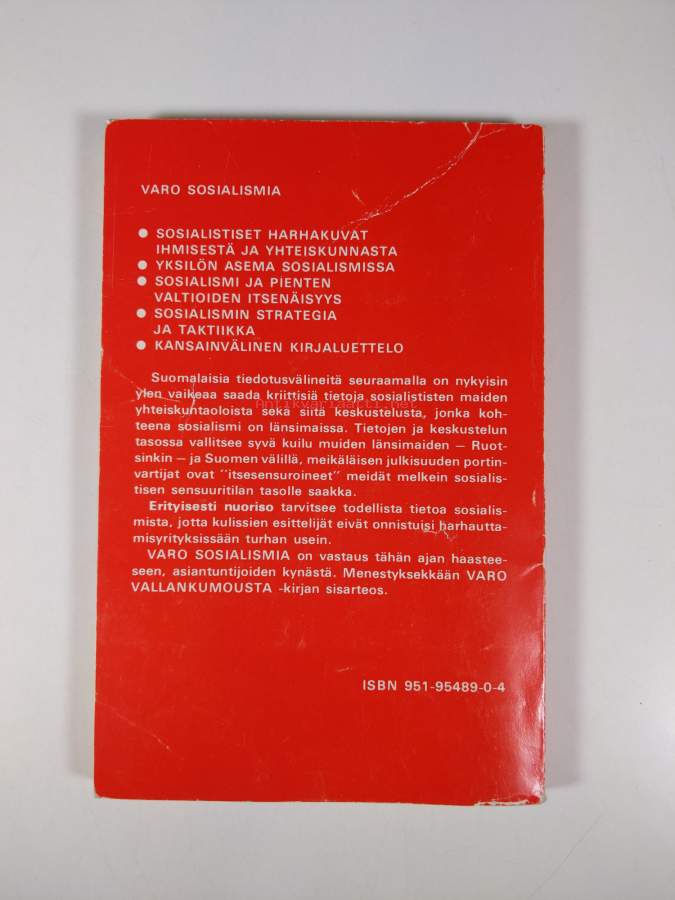 VARO SOSIALISMIA
● SOSIALISTISET HARHAKUVAT
IHMISESTÄ JA YHTEISKUNNASTA
● YKSILÖN ASEMA SOSIALISMISSA
● SOSIALISMI JA PIENTEN
VALTIOIDEN ITSENÄISYYS
● SOSIALISMIN STRATEGIA
JA TAKTIIKKA
● KANSAINVÄLINEN KIRJALUETTELO
Suomalaisia tiedotusvälineitä seuraamalla on nykyisin
ylen vaikeaa saada kriittisiä tietoja sosialististen maiden
antikvariaatti.net
yhteiskuntaoloista sekä siitä keskustelusta, jonka koh-
teena sosialismi on länsimaissa. Tietojen ja keskustelun
tasossa vallitsee syvä kuilu muiden länsimaiden — Ruot-
sinkin — ja Suomen välillä, meikäläisen julkisuuden portin-
vartijat ovat "itsesensuroineet" meidät melkein sosialis-
tisen sensuuritilan tasolle saakka.
Erityisesti nuoriso tarvitsee todellista tietoa sosialis-
mista, jotta kulissien esittelijät eivät onnistuisi harhautta-
misyrityksissään turhan usein.
VARO SOSIALISMIA on vastaus tähän ajan haastee-
seen, asiantuntijoiden kynästä. Menestyksekkään VARO
VALLANKUMOUSTA -kirjan sisarteos.
ISBN 951-95489-0-4